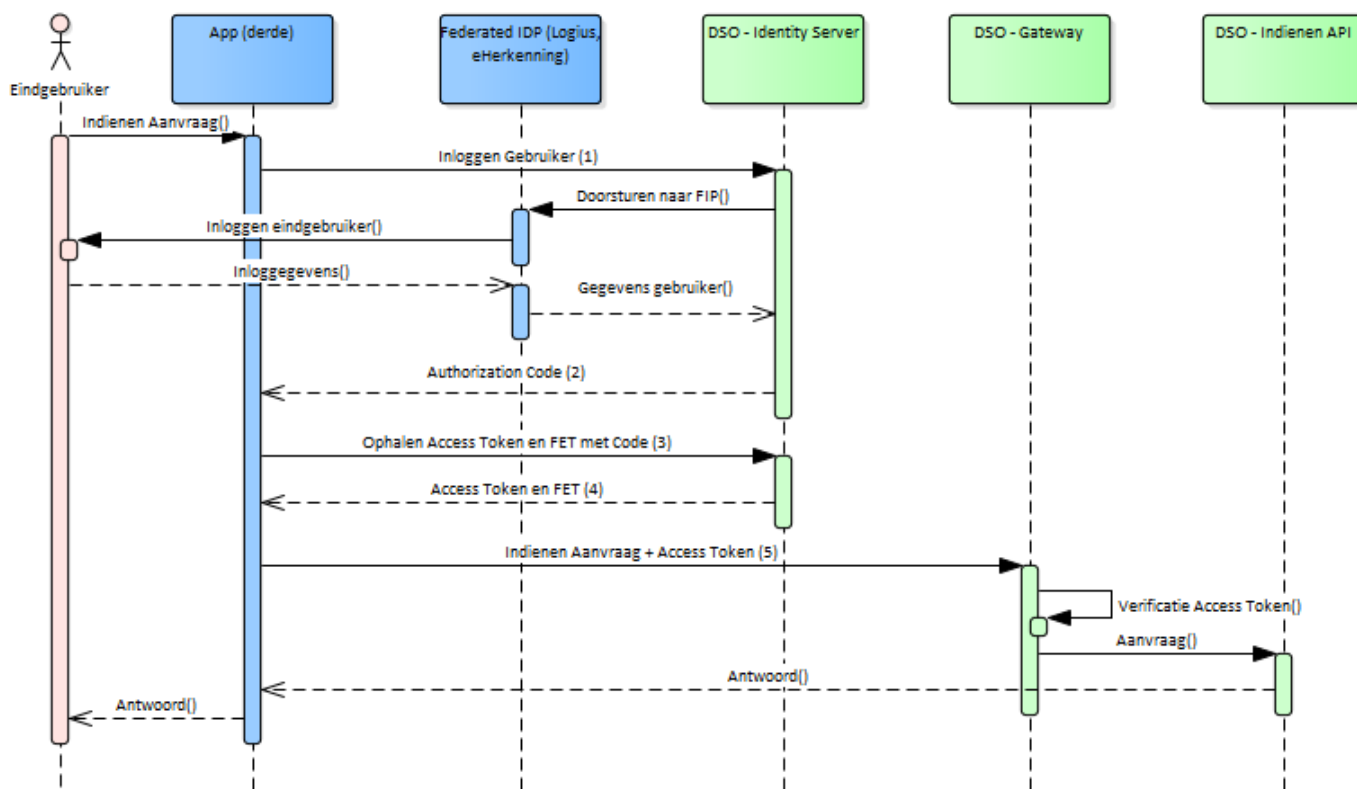 App (derde)
Federated IDP (Logius,
eHerkenning)
DSO - Identity Server
DSO - Gateway
DSO - Indienen API
Eindgebruiker
Indienen Aanvraag()
Inloggen Gebruiker (1)
Doorsturen naar FIP()
Inloggen eindgebruiker()
Inloggegevens()
Gegevens gebruiker()
Authorization Code (2)
Ophalen Access Token en FET met Code (3)
Access Token en FET (4)
Indienen Aanvraag + Access Token (5)
Verificatie Access Token()
Aanvraag()
Antwoord()
Antwoord()